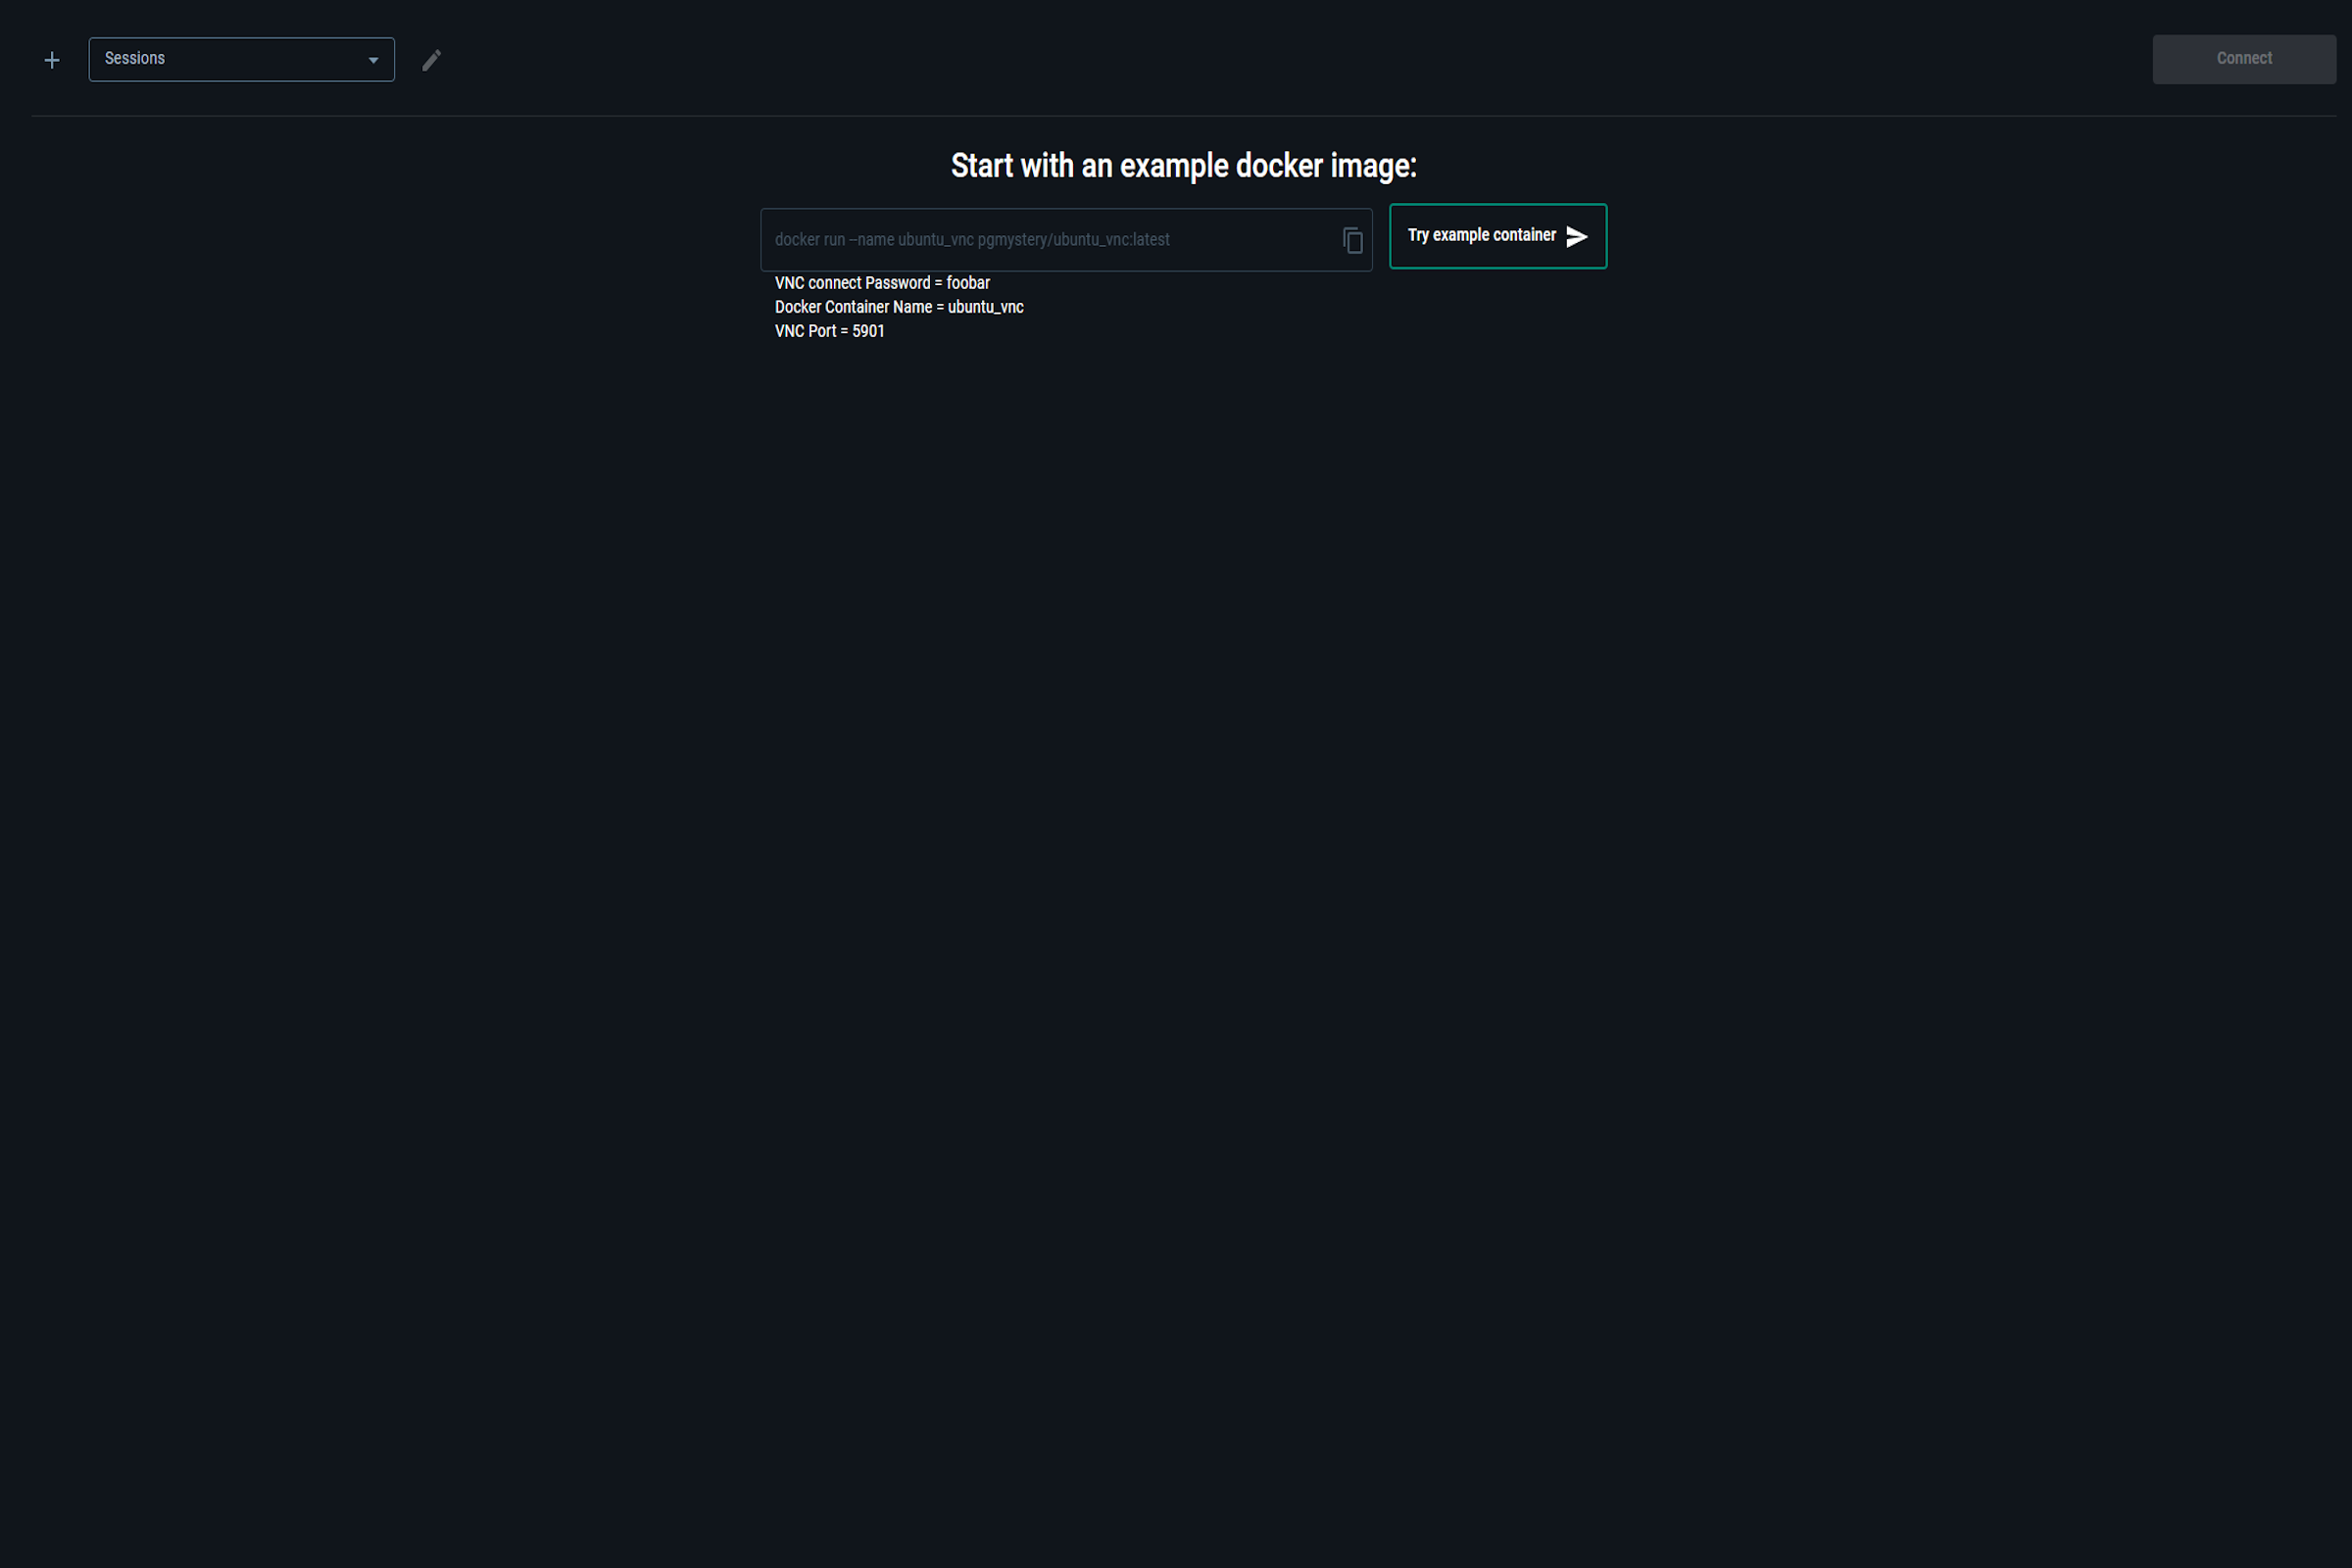 Sessions
Connect
Start with an example docker image:
docker run –name ubuntu_vnc pgmystery/ubuntu_vnc:latest
Try example container
VNC connect Password = foobar
Docker Container Name = ubuntu_vnc
VNC Port = 5901